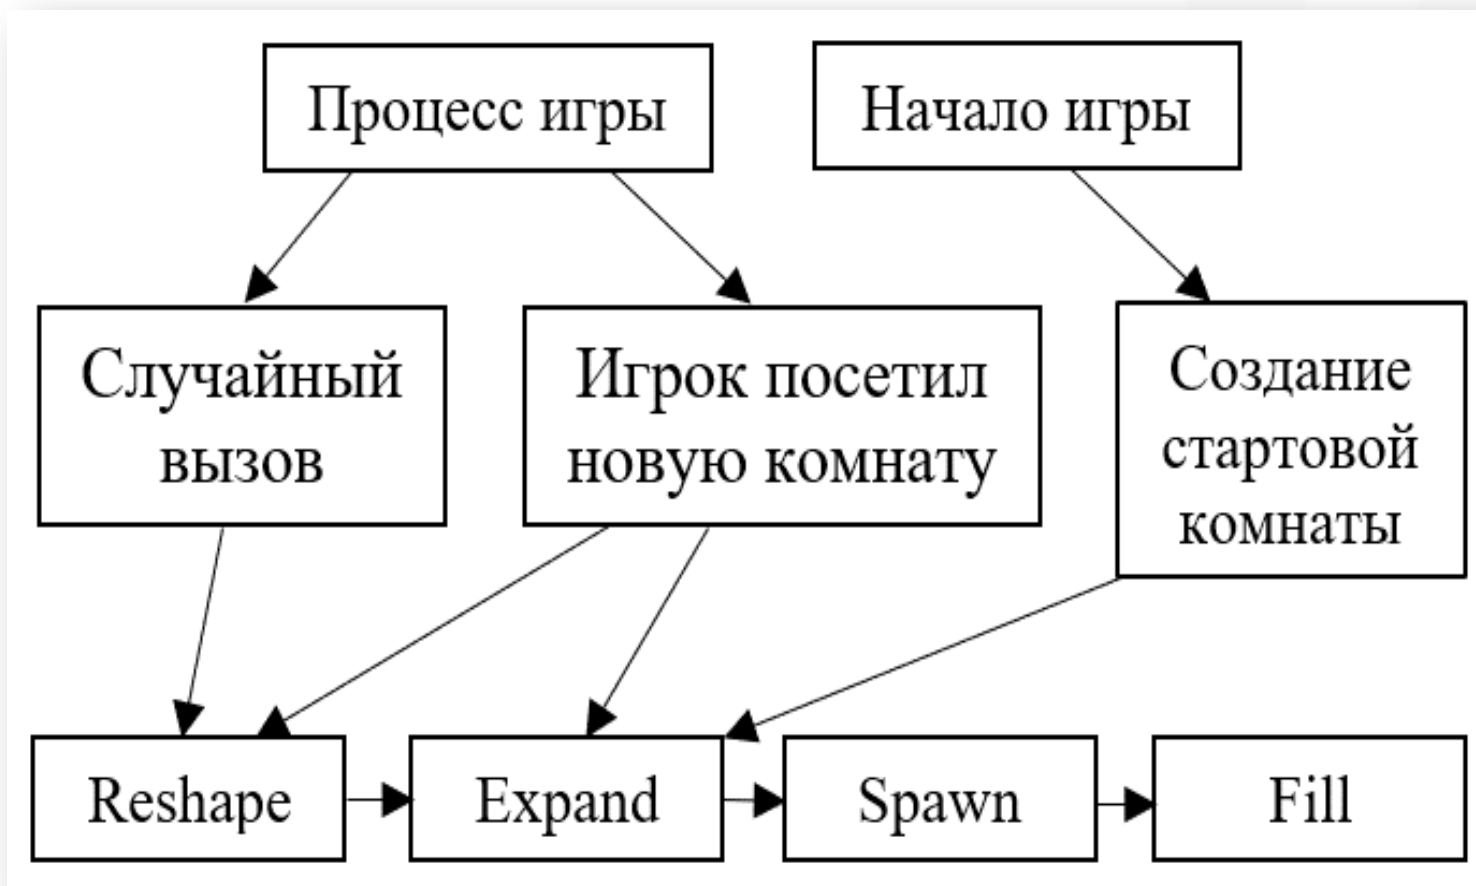 Процесс игры
Начало игры
Случайный
вызов
Игрок посетил
новую комнату
Создание
стартовой
комнаты
Reshape
Expand
Spawn
Fill